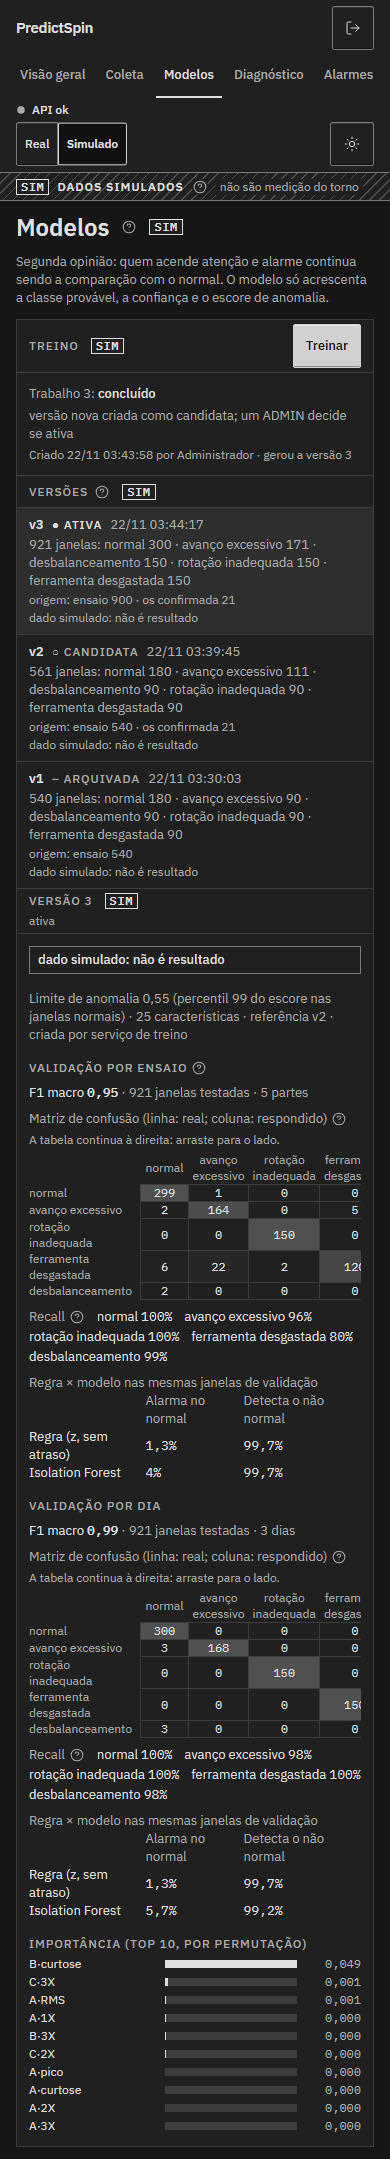 PredictSpin
Visão geral Coleta Modelos Diagnóstico Alarmes
API ok
Real Simulado
SIM DADOS SIMULADOS ? não são medição do torno
Modelos ? SIM
Segunda opinião: quem acende atenção e alarme continua
sendo a comparação com o normal. O modelo só acrescenta
a classe provável, a confiança e o escore de anomalia.
TREINO SIM Treinar
Trabalho 3: concluído
versão nova criada como candidata; um ADMIN decide
se ativa
Criado 22/11 03:43:58 por Administrador · gerou a versão 3
VERSÕES ? SIM
v3 ● ATIVA 22/11 03:44:17
921 janelas: normal 300 · avanço excessivo 171 ·
desbalanceamento 150 · rotação inadequada 150 ·
ferramenta desgastada 150
origem: ensaio 900 · os confirmada 21
dado simulado: não é resultado
v2 ○ CANDIDATA 22/11 03:39:45
561 janelas: normal 180 · avanço excessivo 111 ·
desbalanceamento 90 · rotação inadequada 90 ·
ferramenta desgastada 90
origem: ensaio 540 · os confirmada 21
dado simulado: não é resultado
v1 – ARQUIVADA 22/11 03:30:03
540 janelas: normal 180 · avanço excessivo 90 ·
desbalanceamento 90 · rotação inadequada 90 ·
ferramenta desgastada 90
origem: ensaio 540
dado simulado: não é resultado
VERSÃO 3 SIM
ativa
dado simulado: não é resultado
Limite de anomalia 0,55 (percentil 99 do escore nas
janelas normais) · 25 características · referência v2 ·
criada por serviço de treino
VALIDAÇÃO POR ENSAIO ?
F1 macro 0,95 · 921 janelas testadas · 5 partes
Matriz de confusão (linha: real; coluna: respondido) ?
A tabela continua à direita: arraste para o lado.
normal avanço excessivo rotação inadequada ferram desgas
normal 299 1 0 0
avanço excessivo 2 164 0 5
rotação inadequada 0 0 150 0
ferramenta desgastada 6 22 2 120
desbalanceamento 2 0 0 0
Recall ? normal 100% avanço excessivo 96%
rotação inadequada 100% ferramenta desgastada 80%
desbalanceamento 99%
Regra × modelo nas mesmas janelas de validação
Alarma no normal Detecta o não normal
Regra (z, sem atraso) 1,3% 99,7%
Isolation Forest 4% 99,7%
VALIDAÇÃO POR DIA
F1 macro 0,99 · 921 janelas testadas · 3 dias
Matriz de confusão (linha: real; coluna: respondido) ?
A tabela continua à direita: arraste para o lado.
normal avanço excessivo rotação inadequada ferram desgas
normal 300 0 0 0
avanço excessivo 3 168 0 0
rotação inadequada 0 0 150 0
ferramenta desgastada 0 0 0 150
desbalanceamento 3 0 0 0
Recall ? normal 100% avanço excessivo 98%
rotação inadequada 100% ferramenta desgastada 100%
desbalanceamento 98%
Regra × modelo nas mesmas janelas de validação
Alarma no normal Detecta o não normal
Regra (z, sem atraso) 1,3% 99,7%
Isolation Forest 5,7% 99,2%
IMPORTÂNCIA (TOP 10, POR PERMUTAÇÃO)
B·curtose 0,049
C·3X 0,001
A·RMS 0,001
A·1X 0,000
B·3X 0,000
C·2X 0,000
A·pico 0,000
A·curtose 0,000
A·2X 0,000
A·3X 0,000